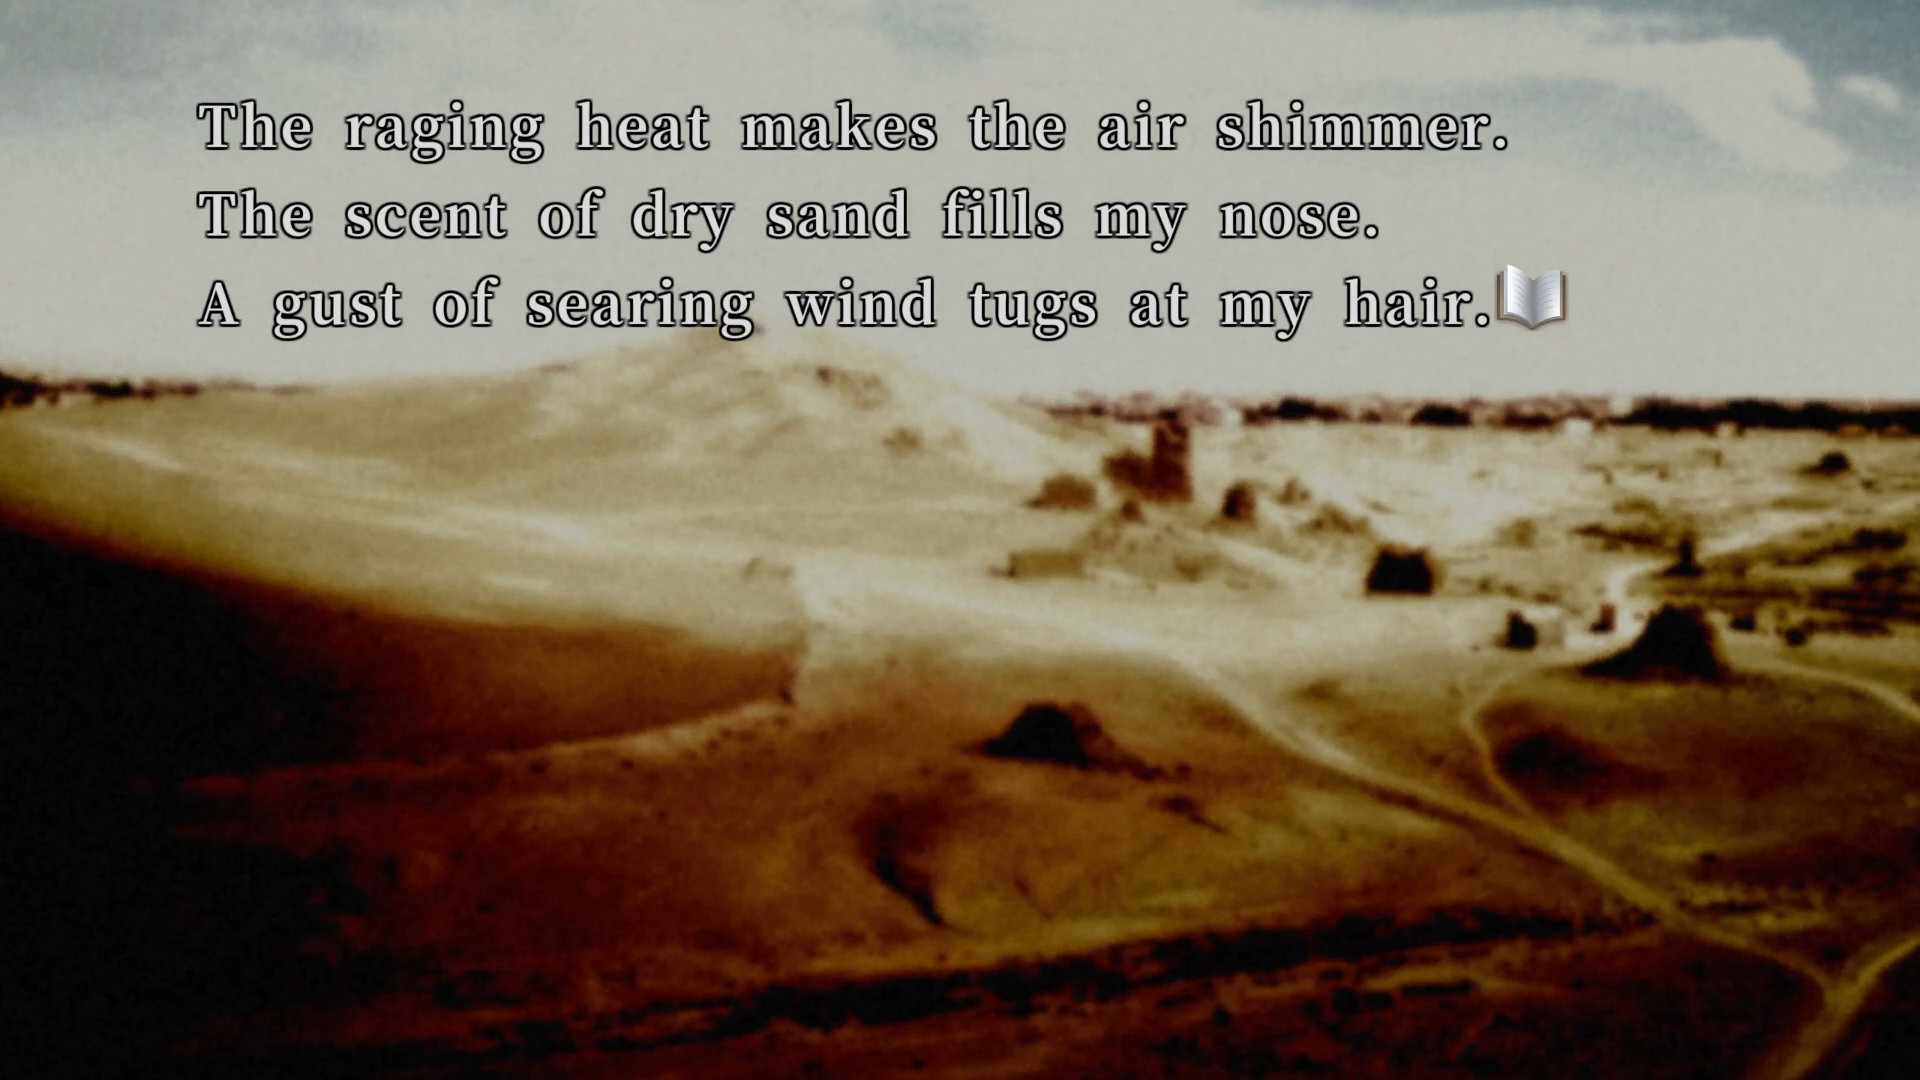 The raging heat makes the air shimmer.
The scent of dry sand fills my nose.
A gust of searing wind tugs at my hair.